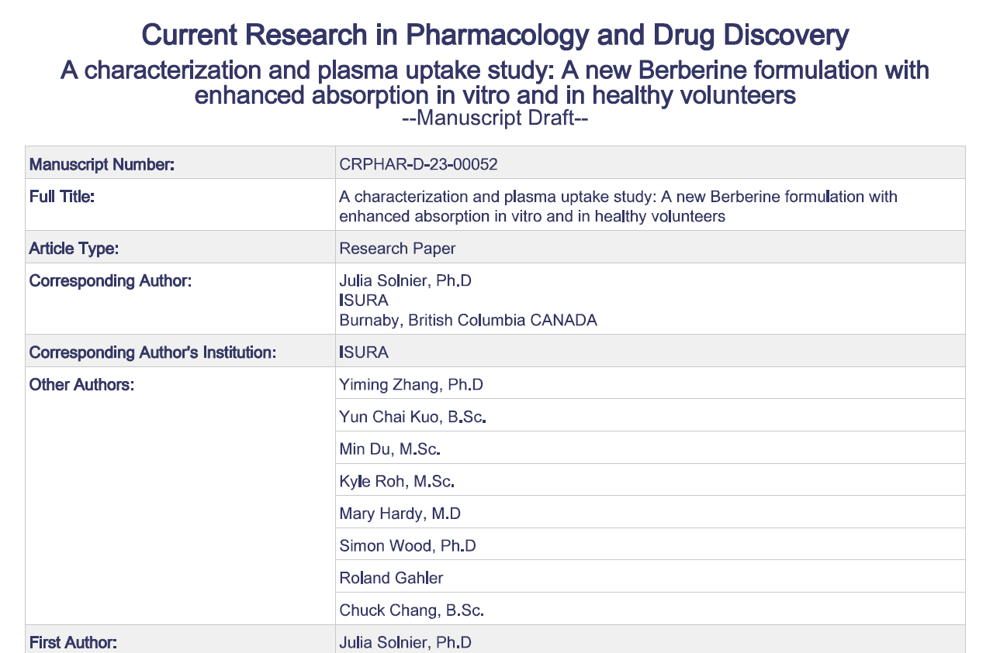 Current Research in Pharmacology and Drug Discovery
A characterization and plasma uptake study: A new Berberine formulation with
enhanced absorption in vitro and in healthy volunteers
--Manuscript Draft--
Manuscript Number:
CRPHAR-D-23-00052
Full Title:
A characterization and plasma uptake study: A new Berberine formulation with
enhanced absorption in vitro and in healthy volunteers
Article Type:
Research Paper
Corresponding Author:
Julia Solnier, Ph.D
ISURA
Burnaby, British Columbia CANADA
Corresponding Author's Institution:
ISURA
Other Authors:
Yiming Zhang, Ph.D
Yun Chai Kuo, B.Sc.
Min Du, M.Sc.
Kyle Roh, M.Sc.
Mary Hardy, M.D
Simon Wood, Ph.D
Roland Gahler
Chuck Chang, B.Sc.
First Author:
Julia Solnier, Ph.D